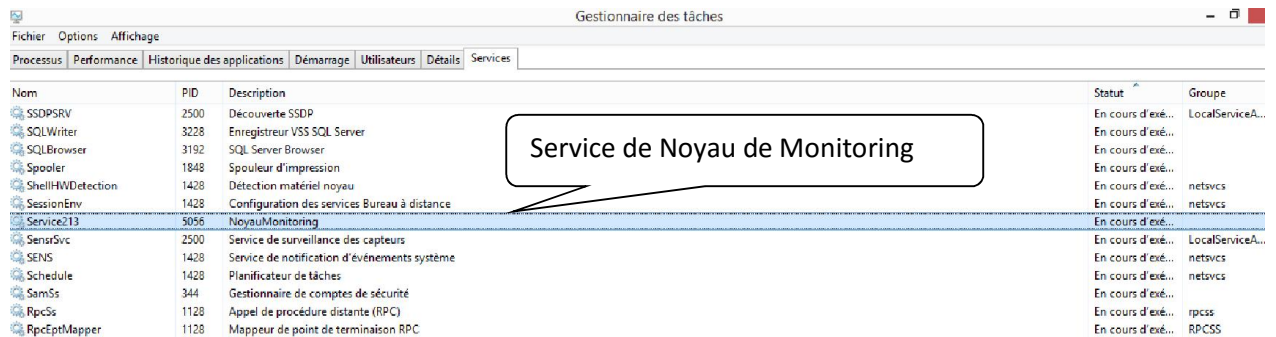 Gestionnaire des tâches
Fichier Options Affichage
Processus Performance Historique des applications Démarrage Utilisateurs Détails Services
Nom PID Description Statut Groupe
SSDPSRV 2500 Découverte SSDP En cours d'exé... LocalServiceA...
SQLWriter 3228 Enregistreur VSS SQL Server En cours d'exé...
SQLBrowser 3192 SQL Server Browser En cours d'exé...
Service de Noyau de Monitoring
Spooler 1848 Spouleur d'impression En cours d'exé...
ShellHWDetection 1428 Détection matériel noyau En cours d'exé... netsvcs
SessionEnv 1428 Configuration des services Bureau à distance En cours d'exé... netsvcs
Service213 5056 NoyauMonitoring En cours d'exé...
SensrSvc 2500 Service de surveillance des capteurs En cours d'exé... LocalServiceA...
SENS 1428 Service de notification d'événements système En cours d'exé... netsvcs
Schedule 1428 Planificateur de tâches En cours d'exé... netsvcs
SamSs 344 Gestionnaire de comptes de sécurité En cours d'exé...
RpcSs 1128 Appel de procédure distante (RPC) En cours d'exé... rpcss
RpcEptMapper 1128 Mappeur de point de terminaison RPC En cours d'exé... RPCSS